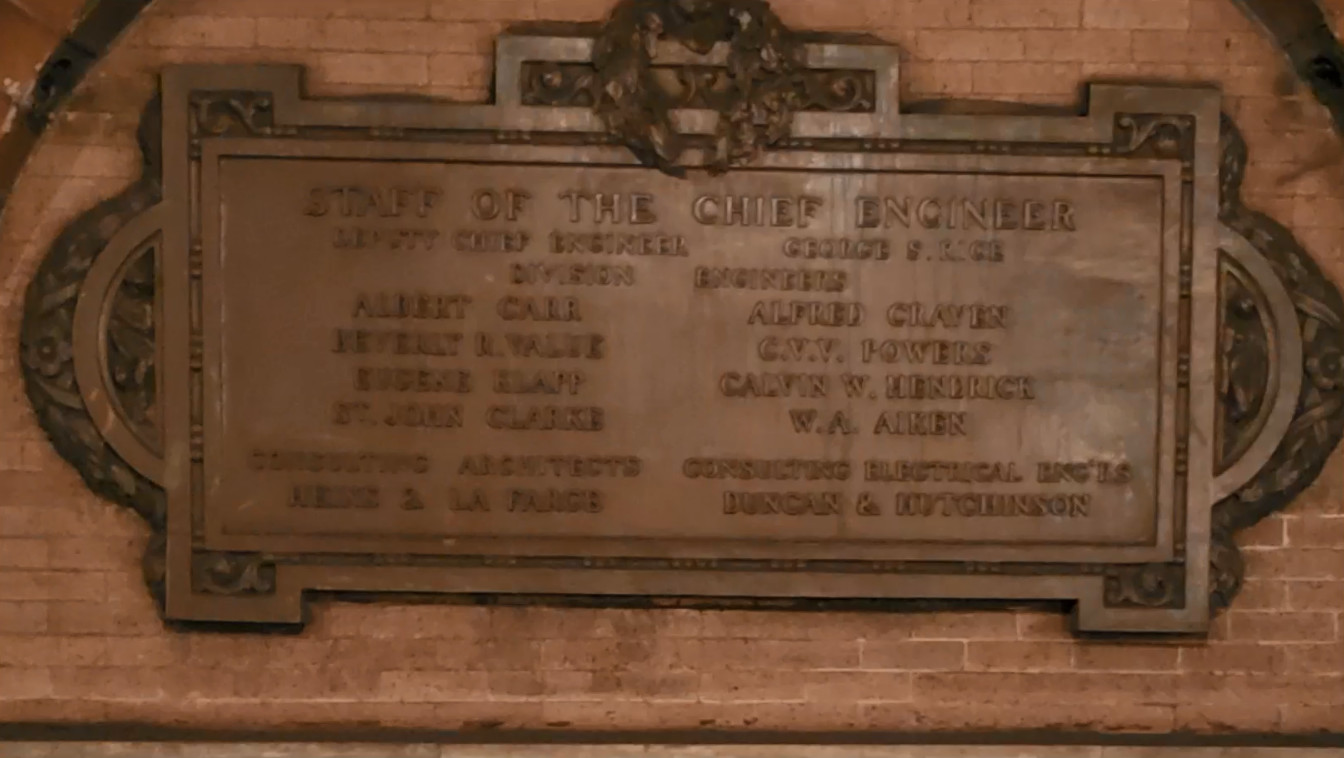 STAFF OF THE CHIEF ENGINEER
DEPUTY CHIEF ENGINEER GEORGE S. RICE
DIVISION ENGINEERS
ALBERT CARR ALFRED CRAVEN
BEVERLY R. VALUE C.V.V. POWERS
EUGENE KLAPP CALVIN W. HENDRICK
ST. JOHN CLARKE W.A. AIKEN
CONSULTING ARCHITECTS CONSULTING ELECTRICAL ENG'RS
HEINS & LA FARGE DUNCAN & HUTCHINSON